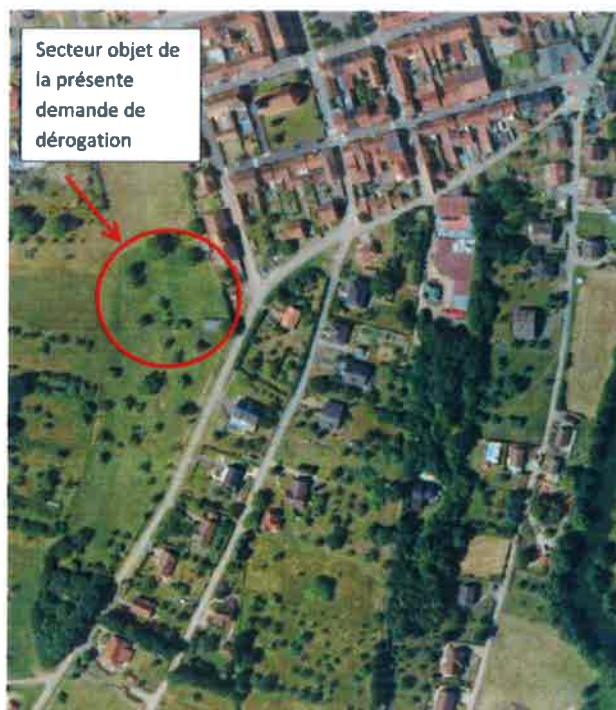 Secteur objet de
la présente
demande de
dérogation